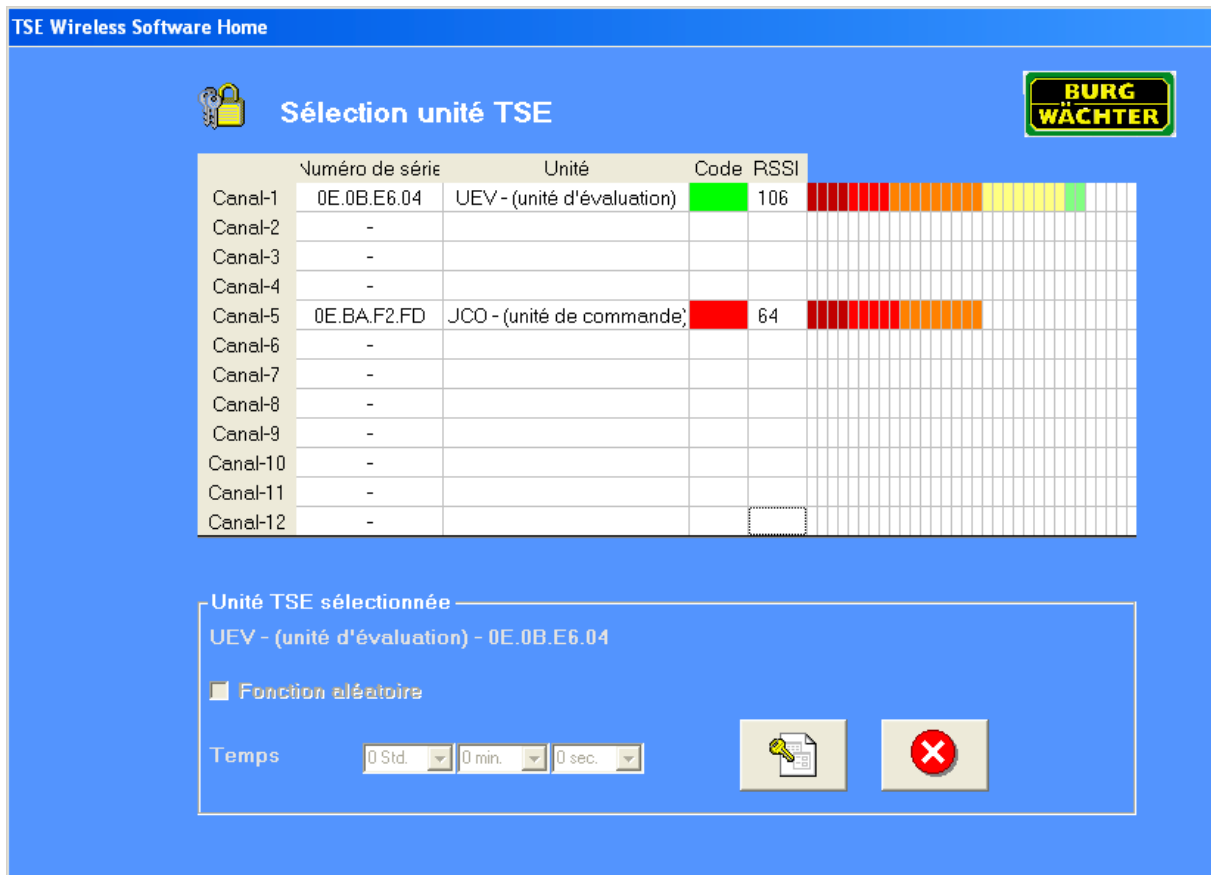 TSE Wireless Software Home
Sélection unité TSE
BURG
WÄCHTER
Numéro de série Unité Code RSSI
Canal-1 0E.0B.E6.04 UEV - (unité d'évaluation) 106
Canal-2 -
Canal-3 -
Canal-4 -
Canal-5 0E.BA.F2.FD UCO - (unité de commande) 64
Canal-6 -
Canal-7 -
Canal-8 -
Canal-9 -
Canal-10 -
Canal-11 -
Canal-12 -
Unité TSE sélectionnée
UEV - (unité d'évaluation) - 0E.0B.E6.04
Fonction aléatoire
Temps 0 Std. 0 min. 0 sec.